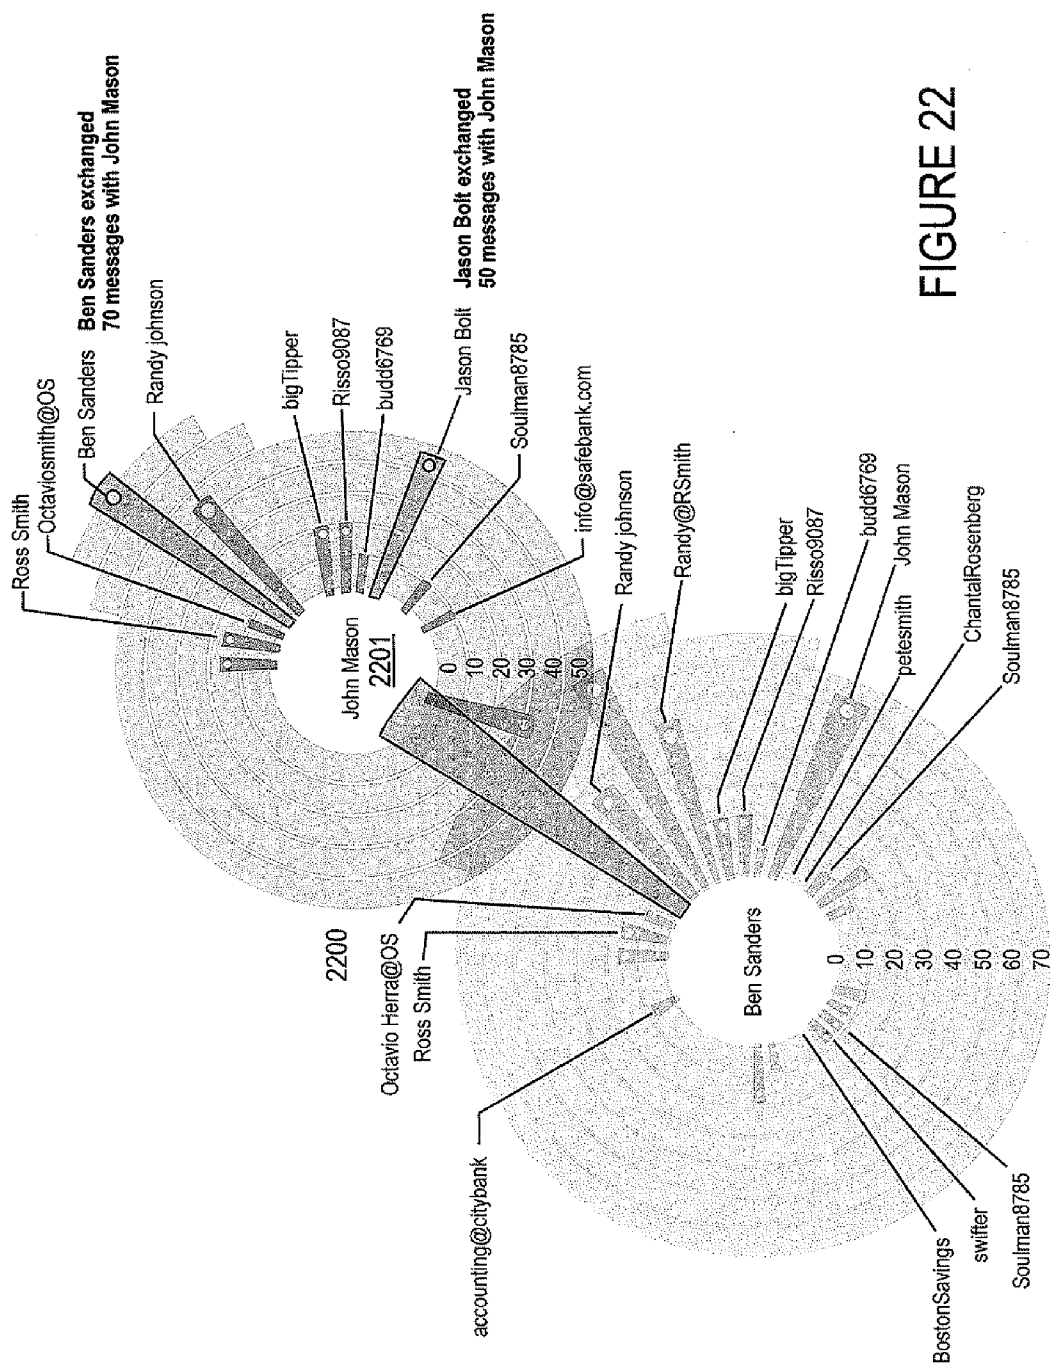 Ross Smith
Octaviosmith@OS
Ben Sanders
Ben Sanders exchanged
70 messages with John Mason
Randy johnson
bigTipper
Risso9087
budd6769
Jason Bolt
Jason Bolt exchanged
50 messages with John Mason
Soulman8785
info@safebank.com
John Mason
2201
0
10
20
30
40
50
2200
Octavio Herra@OS
Ross Smith
accounting@citybank
Randy johnson
Randy@RSmith
bigTipper
Risso9087
budd6769
John Mason
petesmith
ChantalRosenberg
Soulman8785
Ben Sanders
0
10
20
30
40
50
60
70
BostonSavings
swifter
Soulman8785
FIGURE 22